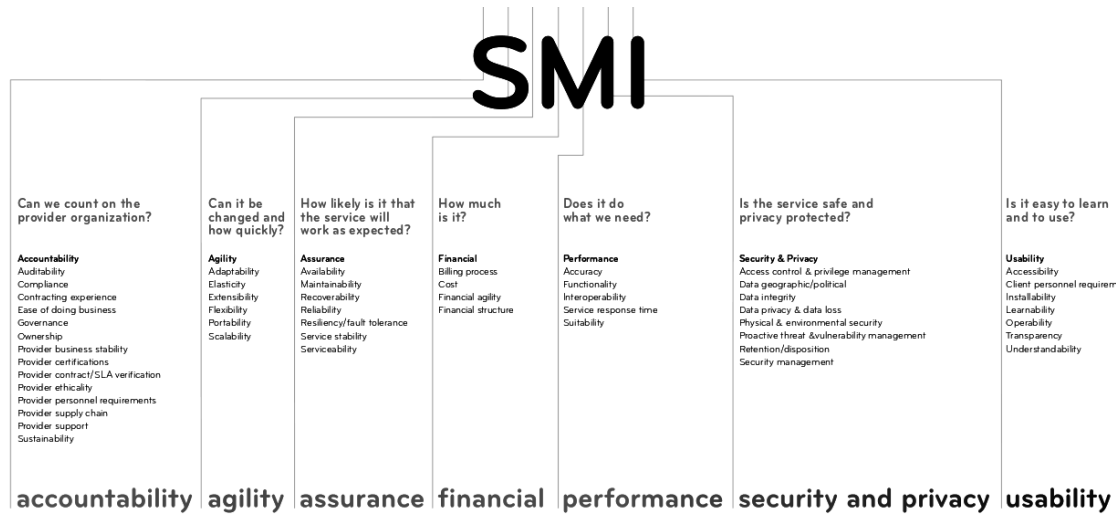 SMI
Can we count on the
provider organization?
Accountability
Auditability
Compliance
Contracting experience
Ease of doing business
Governance
Ownership
Provider business stability
Provider certifications
Provider contract/SLA verification
Provider ethicality
Provider personnel requirements
Provider supply chain
Provider support
Sustainability
accountability
Can it be
changed and
how quickly?
Agility
Adaptability
Elasticity
Extensibility
Flexibility
Portability
Scalability
agility
How likely is it that
the service will
work as expected?
Assurance
Availability
Maintainability
Recoverability
Reliability
Resiliency/fault tolerance
Service stability
Serviceability
assurance
How much
is it?
Financial
Billing process
Cost
Financial agility
Financial structure
financial
Does it do
what we need?
Performance
Accuracy
Functionality
Interoperability
Service response time
Suitability
performance
Is the service safe and
privacy protected?
Security & Privacy
Access control & privilege management
Data geographic/political
Data integrity
Data privacy & data loss
Physical & environmental security
Proactive threat &vulnerability management
Retention/disposition
Security management
security and privacy
Is it easy to learn
and to use?
Usability
Accessibility
Client personnel requirem
Installability
Learnability
Operability
Transparency
Understandability
usability